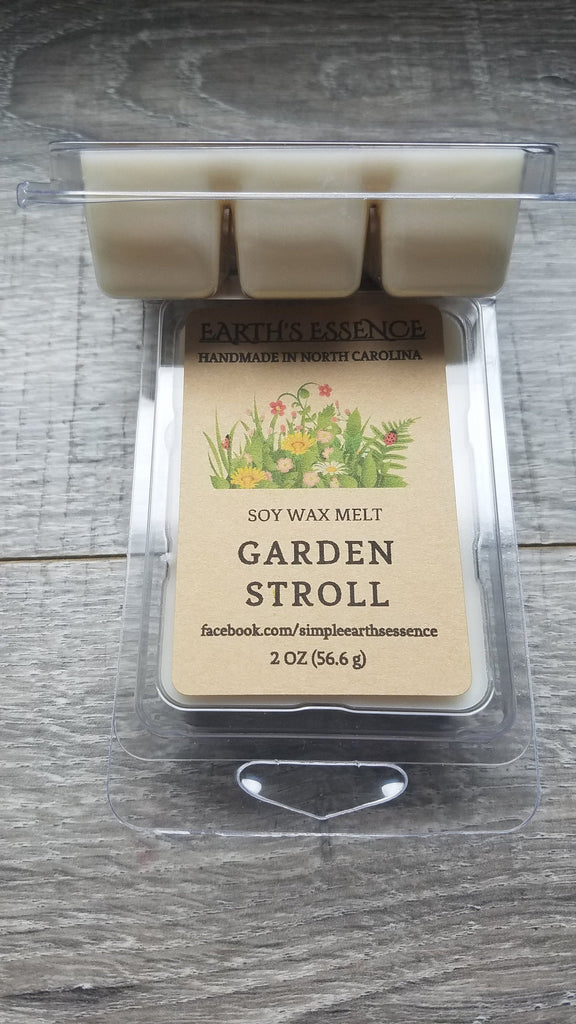 EARTH'S ESSENCE
HANDMADE IN NORTH CAROLINA
SOY WAX MELT
GARDEN
STROLL
facebook.com/simpleearthsessence
2 OZ (56.6 g)